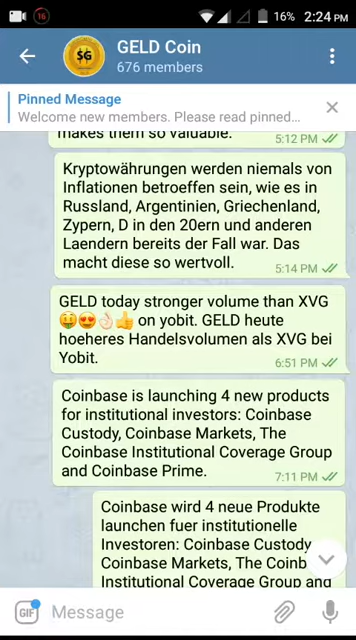 16
16%
2:24 PM
GELD Coin
676 members
Pinned Message
Welcome new members. Please read pinned...
makes them so valuable.
5:12 PM
Kryptowährungen werden niemals von
Inflationen betroeffen sein, wie es in
Russland, Argentinien, Griechenland,
Zypern, D in den 20ern und anderen
Laendern bereits der Fall war. Das
macht diese so wertvoll.
5:14 PM
GELD today stronger volume than XVG
🤑😍👌👍 on yobit. GELD heute
hoeheres Handelsvolumen als XVG bei
Yobit.
6:51 PM
Coinbase is launching 4 new products
for institutional investors: Coinbase
Custody, Coinbase Markets, The
Coinbase Institutional Coverage Group
and Coinbase Prime.
7:11 PM
Coinbase wird 4 neue Produkte
launchen fuer institutionelle
Investoren: Coinbase Custody
Coinbase Markets, The Coinb
Institutional Coverage Group and
GIF
Message